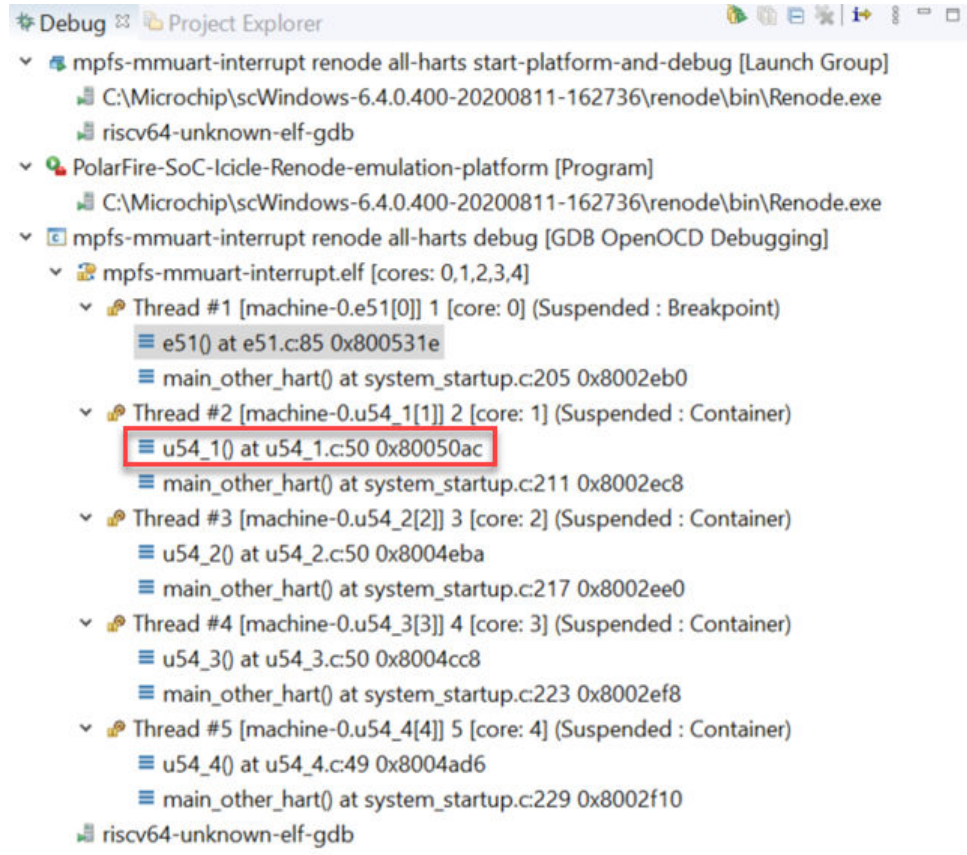 Debug Project Explorer
mpfs-mmuart-interrupt renode all-harts start-platform-and-debug [Launch Group]
C:\Microchip\scWindows-6.4.0.400-20200811-162736\renode\bin\Renode.exe
riscv64-unknown-elf-gdb
PolarFire-SoC-Icicle-Renode-emulation-platform [Program]
C:\Microchip\scWindows-6.4.0.400-20200811-162736\renode\bin\Renode.exe
mpfs-mmuart-interrupt renode all-harts debug [GDB OpenOCD Debugging]
mpfs-mmuart-interrupt.elf [cores: 0,1,2,3,4]
Thread #1 [machine-0.e51[0]] 1 [core: 0] (Suspended : Breakpoint)
e51() at e51.c:85 0x800531e
main_other_hart() at system_startup.c:205 0x8002eb0
Thread #2 [machine-0.u54_1[1]] 2 [core: 1] (Suspended : Container)
u54_1() at u54_1.c:50 0x80050ac
main_other_hart() at system_startup.c:211 0x8002ec8
Thread #3 [machine-0.u54_2[2]] 3 [core: 2] (Suspended : Container)
u54_2() at u54_2.c:50 0x8004eba
main_other_hart() at system_startup.c:217 0x8002ee0
Thread #4 [machine-0.u54_3[3]] 4 [core: 3] (Suspended : Container)
u54_3() at u54_3.c:50 0x8004cc8
main_other_hart() at system_startup.c:223 0x8002ef8
Thread #5 [machine-0.u54_4[4]] 5 [core: 4] (Suspended : Container)
u54_4() at u54_4.c:49 0x8004ad6
main_other_hart() at system_startup.c:229 0x8002f10
riscv64-unknown-elf-gdb